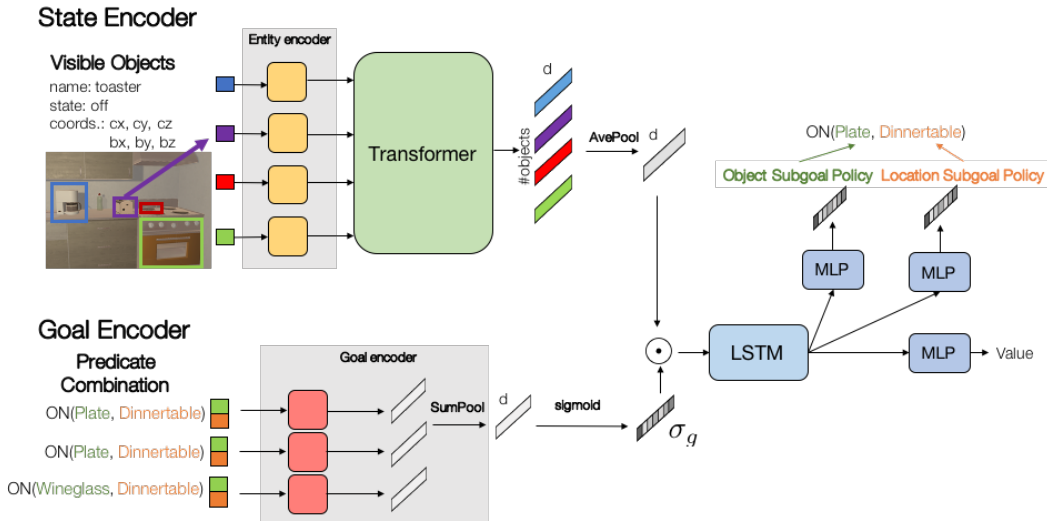 State Encoder
Visible Objects
name: toaster
state: off
coords.: cx, cy, cz
bx, by, bz
Entity encoder
Transformer
#objects
d
AvePool
d
ON(Plate, Dinnertable)
Object Subgoal Policy
Location Subgoal Policy
MLP
MLP
LSTM
MLP
Value
Goal Encoder
Predicate
Combination
Goal encoder
ON(Plate, Dinnertable)
ON(Plate, Dinnertable)
ON(Wineglass, Dinnertable)
SumPool
d
sigmoid
σg